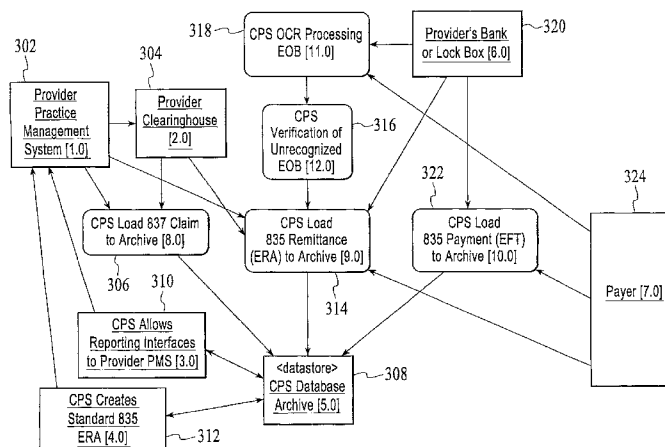 318
CPS OCR Processing
EOB [11.0]
Provider's Bank
or Lock Box [6.0]
320
302
304
Provider
Practice
Management
System [1.0]
Provider
Clearinghouse
[2.0]
CPS
Verification of
Unrecognized
EOB [12.0]
316
322
324
CPS Load 837 Claim
to Archive [8.0]
306
CPS Load
835 Remittance
(ERA) to Archive [9.0]
314
CPS Load
835 Payment (EFT)
to Archive [10.0]
Payer [7.0]
310
CPS Allows
Reporting Interfaces
to Provider PMS [3.0]
<datastore>
CPS Database
Archive [5.0]
308
CPS Creates
Standard 835
ERA [4.0]
312